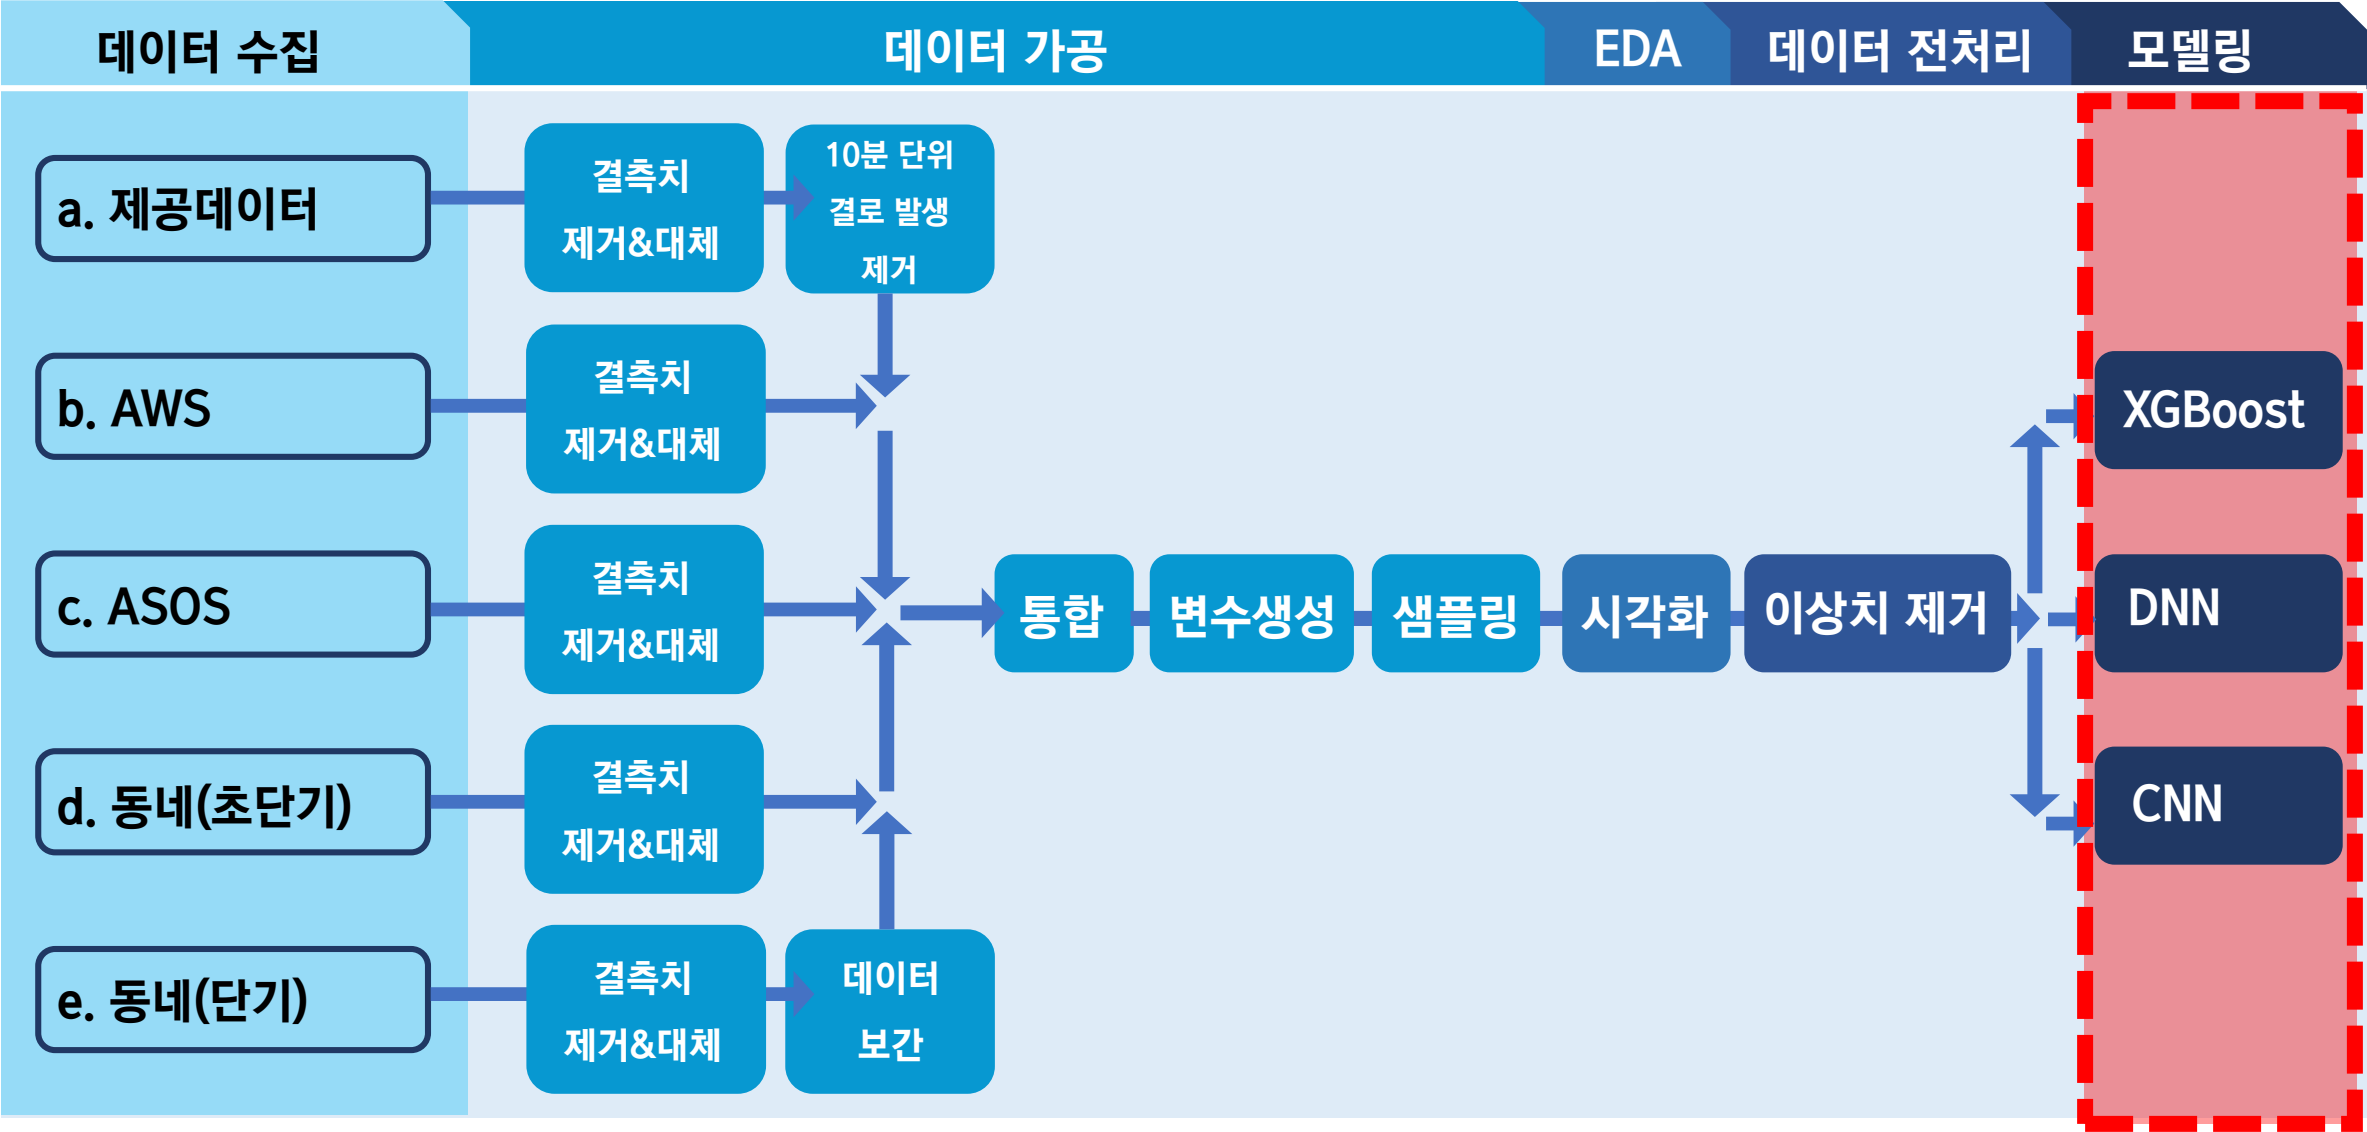 데이터 수집
데이터 가공
EDA
데이터 전처리
모델링
a. 제공데이터
결측치
제거&대체
10분 단위
결로 발생
제거
b. AWS
결측치
제거&대체
XGBoost
c. ASOS
결측치
제거&대체
통합
변수생성
샘플링
시각화
이상치 제거
DNN
d. 동네(초단기)
결측치
제거&대체
CNN
e. 동네(단기)
결측치
제거&대체
데이터
보간